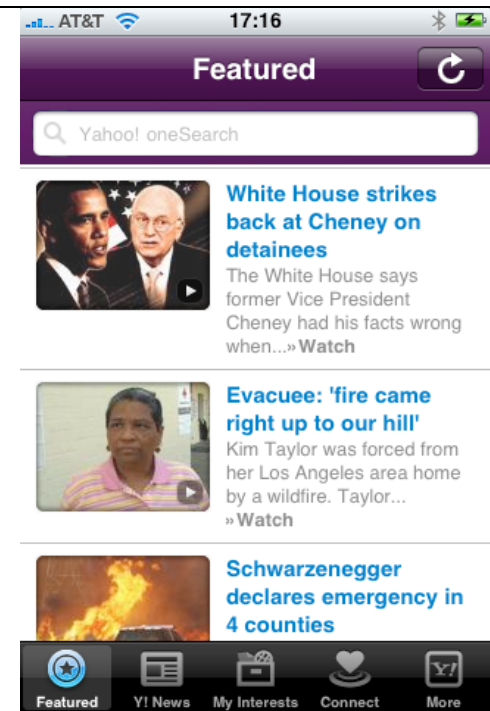 AT&T 17:16
Featured
Yahoo! oneSearch
White House strikes
back at Cheney on
detainees
The White House says
former Vice President
Cheney had his facts wrong
when...»Watch
Evacuee: 'fire came
right up to our hill'
Kim Taylor was forced from
her Los Angeles area home
by a wildfire. Taylor...
»Watch
Schwarzenegger
declares emergency in
4 counties
Y!
Featured Y! News My Interests Connect More